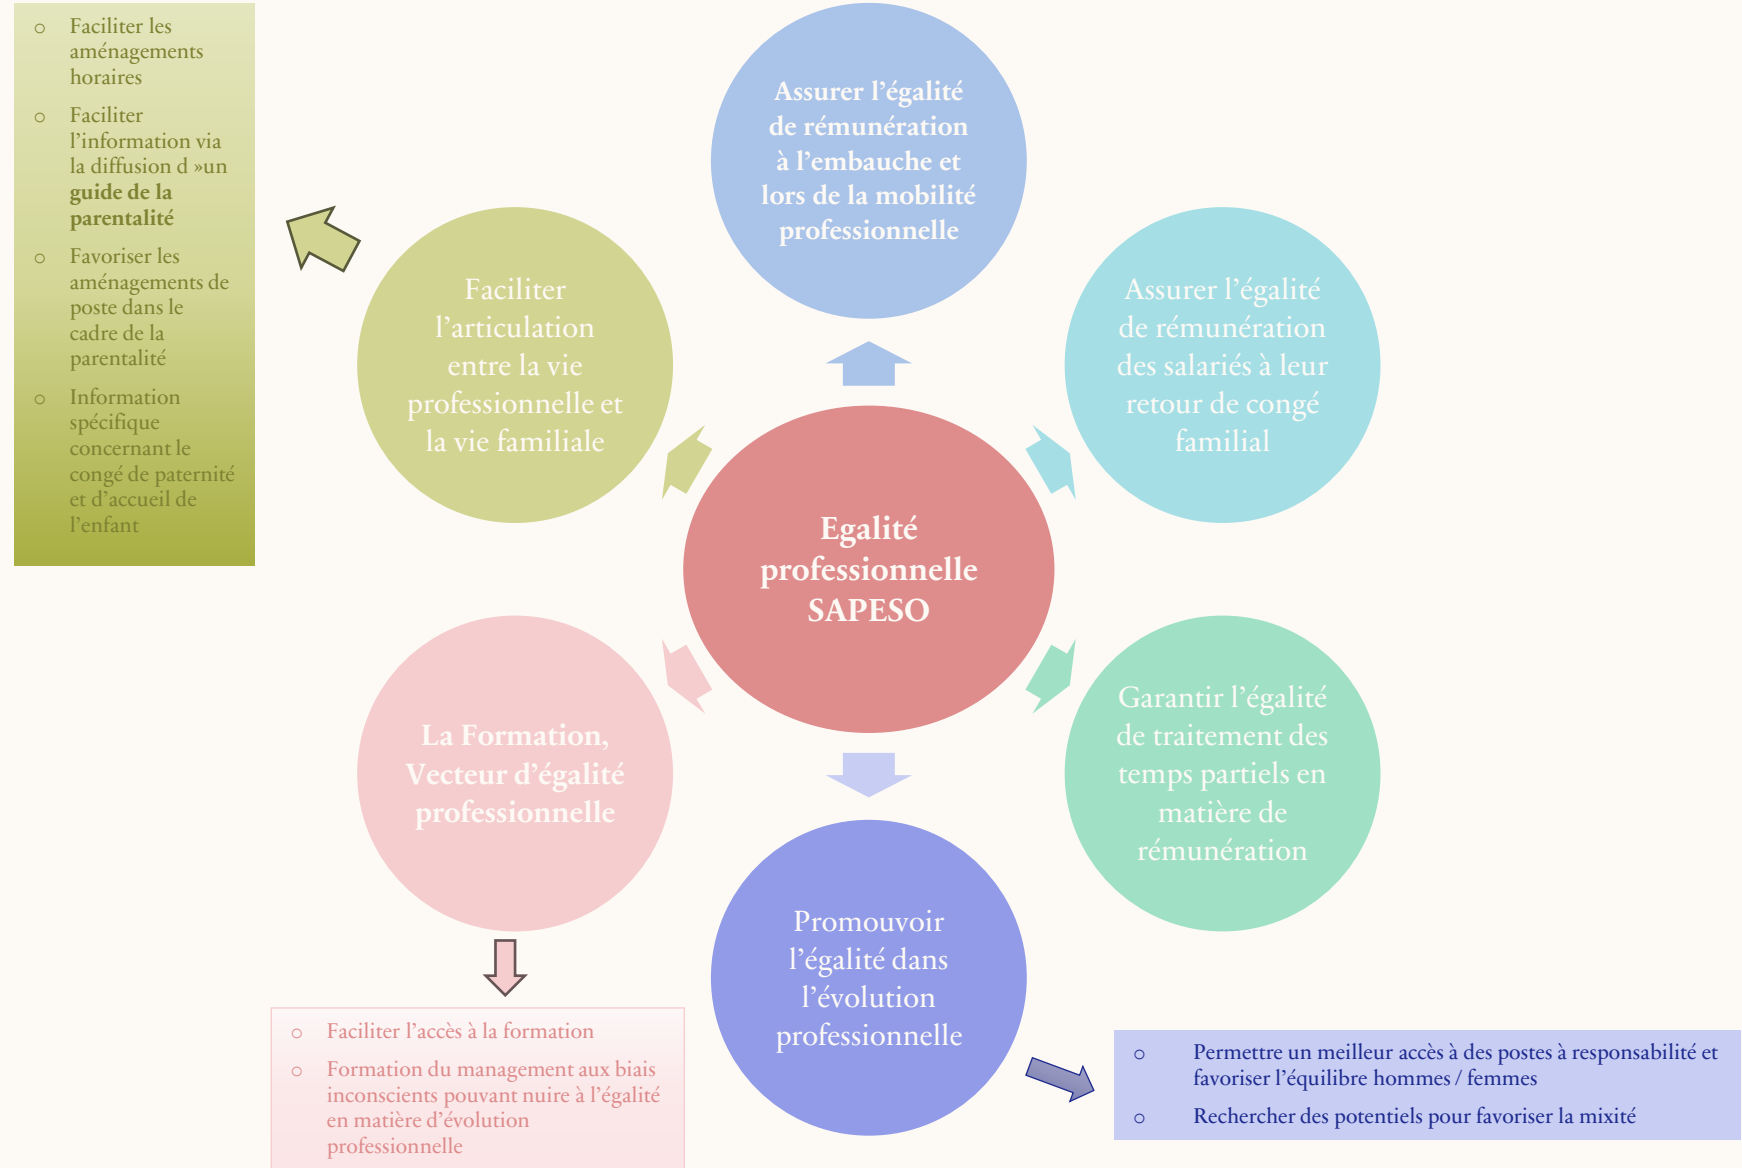 o Faciliter les
aménagements
horaires
o Faciliter
l’information via
la diffusion d »un
guide de la
parentalité
o Favoriser les
aménagements de
poste dans le
cadre de la
parentalité
o Information
spécifique
concernant le
congé de paternité
et d’accueil de
l’enfant
Assurer l’égalité
de rémunération
à l’embauche et
lors de la mobilité
professionnelle
Faciliter
l’articulation
entre la vie
professionnelle et
la vie familiale
Assurer l’égalité
de rémunération
des salariés à leur
retour de congé
familial
Egalité
professionnelle
SAPESO
La Formation,
Vecteur d’égalité
professionnelle
Garantir l’égalité
de traitement des
temps partiels en
matière de
rémunération
Promouvoir
l’égalité dans
l’évolution
professionnelle
o Faciliter l’accès à la formation
o Formation du management aux biais
inconscients pouvant nuire à l’égalité
en matière d’évolution
professionnelle
o Permettre un meilleur accès à des postes à responsabilité et
favoriser l’équilibre hommes / femmes
o Rechercher des potentiels pour favoriser la mixité